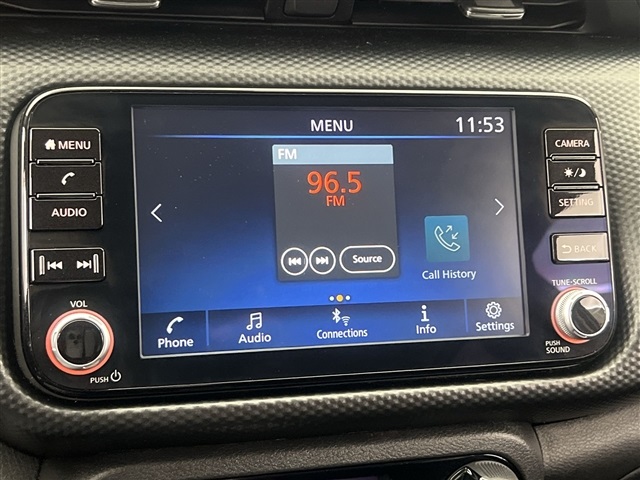 MENU
11:53
MENU
AUDIO
VOL
PUSH
FM
96.5
FM
Source
Call History
Phone
Audio
Connections
Info
Settings
CAMERA
SETTING
BACK
TUNE-SCROLL
PUSH
SOUND